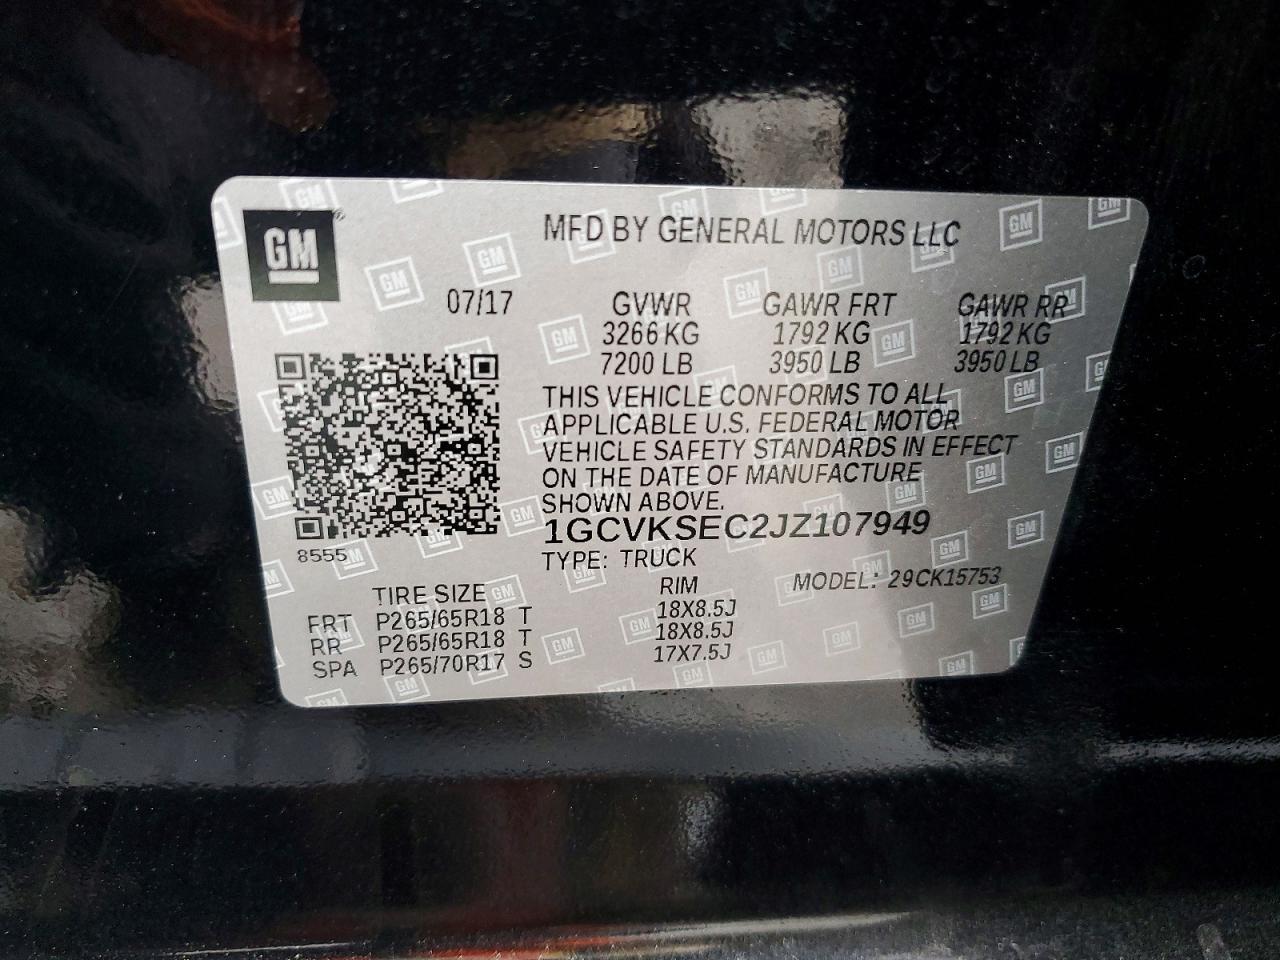 GM
MFD BY GENERAL MOTORS LLC
07/17 GVWR GAWR FRT GAWR RR
3266 KG 1792 KG 1792 KG
7200 LB 3950 LB 3950 LB
THIS VEHICLE CONFORMS TO ALL
APPLICABLE U.S. FEDERAL MOTOR
VEHICLE SAFETY STANDARDS IN EFFECT
ON THE DATE OF MANUFACTURE
SHOWN ABOVE.
1GCVKSEC2JZ107949
8555
TYPE: TRUCK
MODEL: 29CK15753
TIRE SIZE RIM
FRT P265/65R18 T 18X8.5J
RR P265/65R18 T 18X8.5J
SPA P265/70R17 S 17X7.5J